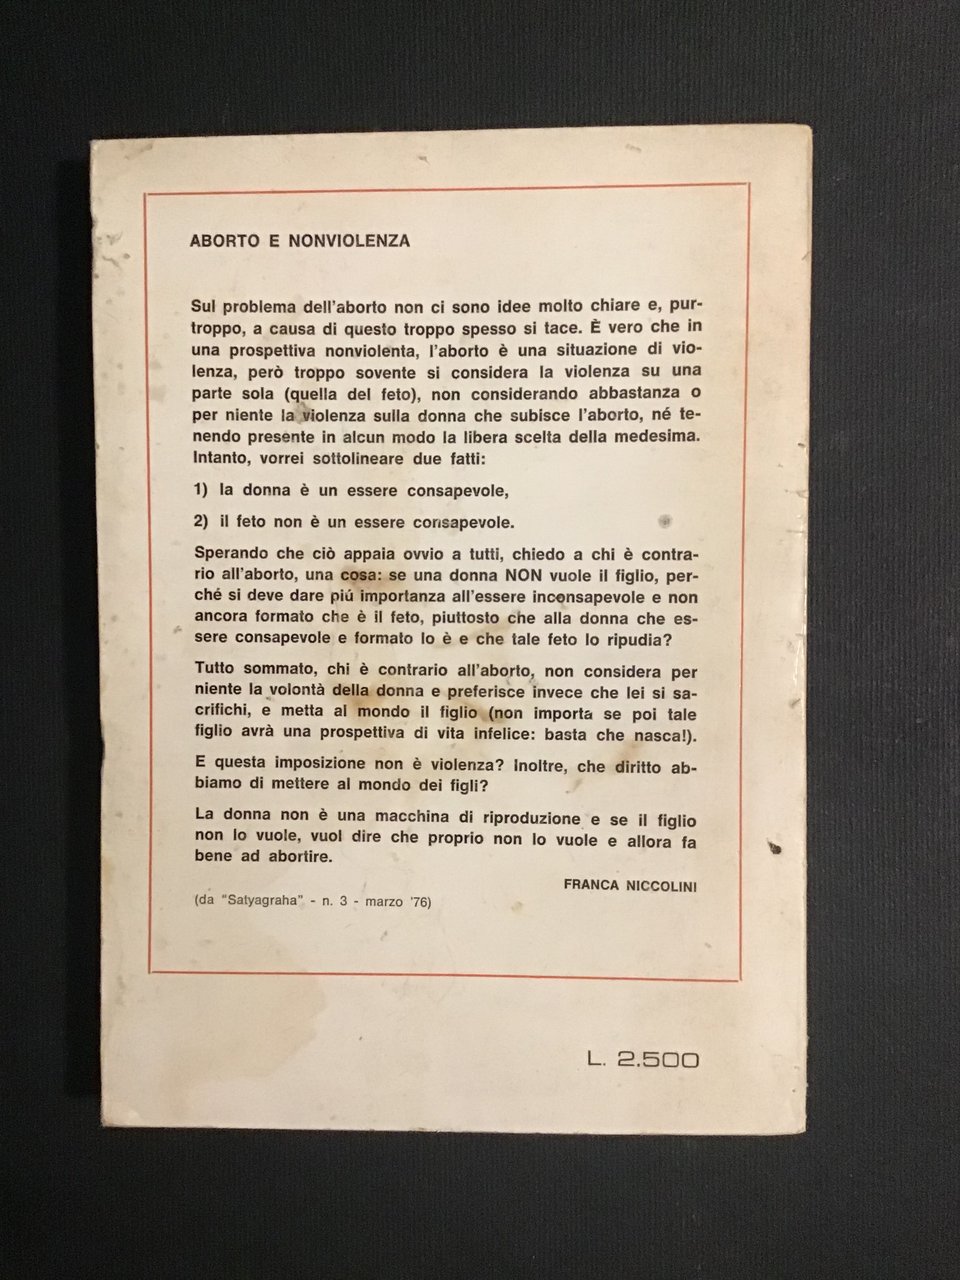 ABORTO E NONVIOLENZA
Sul problema dell'aborto non ci sono idee molto chiare e, pur-
troppo, a causa di questo troppo spesso si tace. È vero che in
una prospettiva nonviolenta, l'aborto è una situazione di vio-
lenza, però troppo sovente si considera la violenza su una
parte sola (quella del feto), non considerando abbastanza o
per niente la violenza sulla donna che subisce l'aborto, né te-
nendo presente in alcun modo la libera scelta della medesima.
Intanto, vorrei sottolineare due fatti:
1) la donna è un essere consapevole,
2) il feto non è un essere consapevole.
Sperando che ciò appaia ovvio a tutti, chiedo a chi è contra-
rio all'aborto, una cosa: se una donna NON vuole il figlio, per-
ché si deve dare piú importanza all'essere inconsapevole e non
ancora formato che è il feto, piuttosto che alla donna che es-
sere consapevole e formato lo è e che tale feto lo ripudia?
Tutto sommato, chi è contrario all'aborto, non considera per
niente la volontà della donna e preferisce invece che lei si sa-
crifichi, e metta al mondo il figlio (non importa se poi tale
figlio avrà una prospettiva di vita infelice: basta che nasca!).
E questa imposizione non è violenza? Inoltre, che diritto ab-
biamo di mettere al mondo dei figli?
La donna non è una macchina di riproduzione e se il figlio
non lo vuole, vuol dire che proprio non lo vuole e allora fa
bene ad abortire.
FRANCA NICCOLINI
(da "Satyagraha" - n. 3 - marzo '76)
L. 2.500